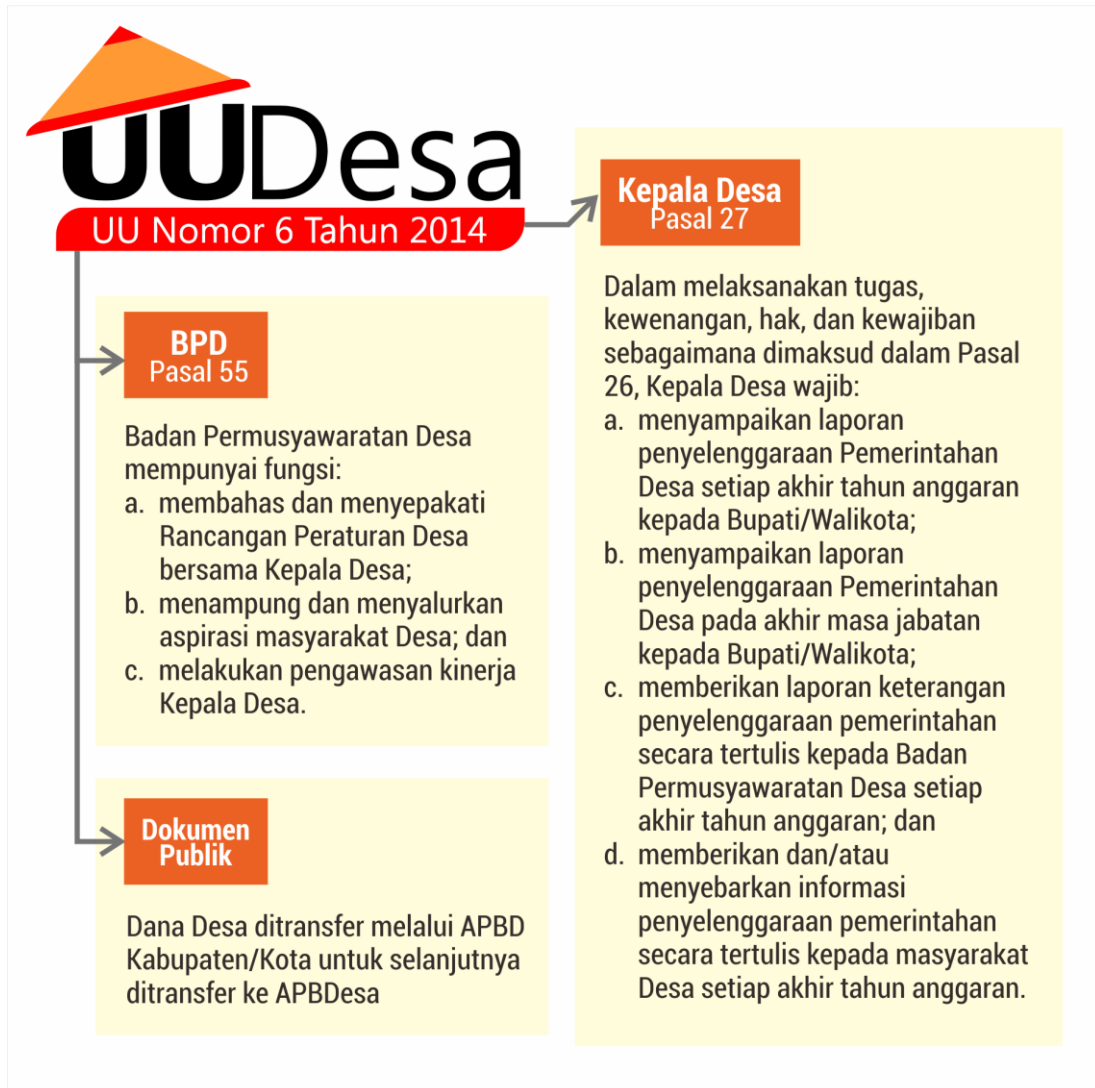 UUDesa
UU Nomor 6 Tahun 2014
BPD
Pasal 55
Badan Permusyawaratan Desa
mempunyai fungsi:
a. membahas dan menyepakati
Rancangan Peraturan Desa
bersama Kepala Desa;
b. menampung dan menyalurkan
aspirasi masyarakat Desa; dan
c. melakukan pengawasan kinerja
Kepala Desa.
Dokumen
Publik
Dana Desa ditransfer melalui APBD
Kabupaten/Kota untuk selanjutnya
ditransfer ke APBDesa
Kepala Desa
Pasal 27
Dalam melaksanakan tugas,
kewenangan, hak, dan kewajiban
sebagaimana dimaksud dalam Pasal
26, Kepala Desa wajib:
a. menyampaikan laporan
penyelenggaraan Pemerintahan
Desa setiap akhir tahun anggaran
kepada Bupati/Walikota;
b. menyampaikan laporan
penyelenggaraan Pemerintahan
Desa pada akhir masa jabatan
kepada Bupati/Walikota;
c. memberikan laporan keterangan
penyelenggaraan pemerintahan
secara tertulis kepada Badan
Permusyawaratan Desa setiap
akhir tahun anggaran; dan
d. memberikan dan/atau
menyebarkan informasi
penyelenggaraan pemerintahan
secara tertulis kepada masyarakat
Desa setiap akhir tahun anggaran.